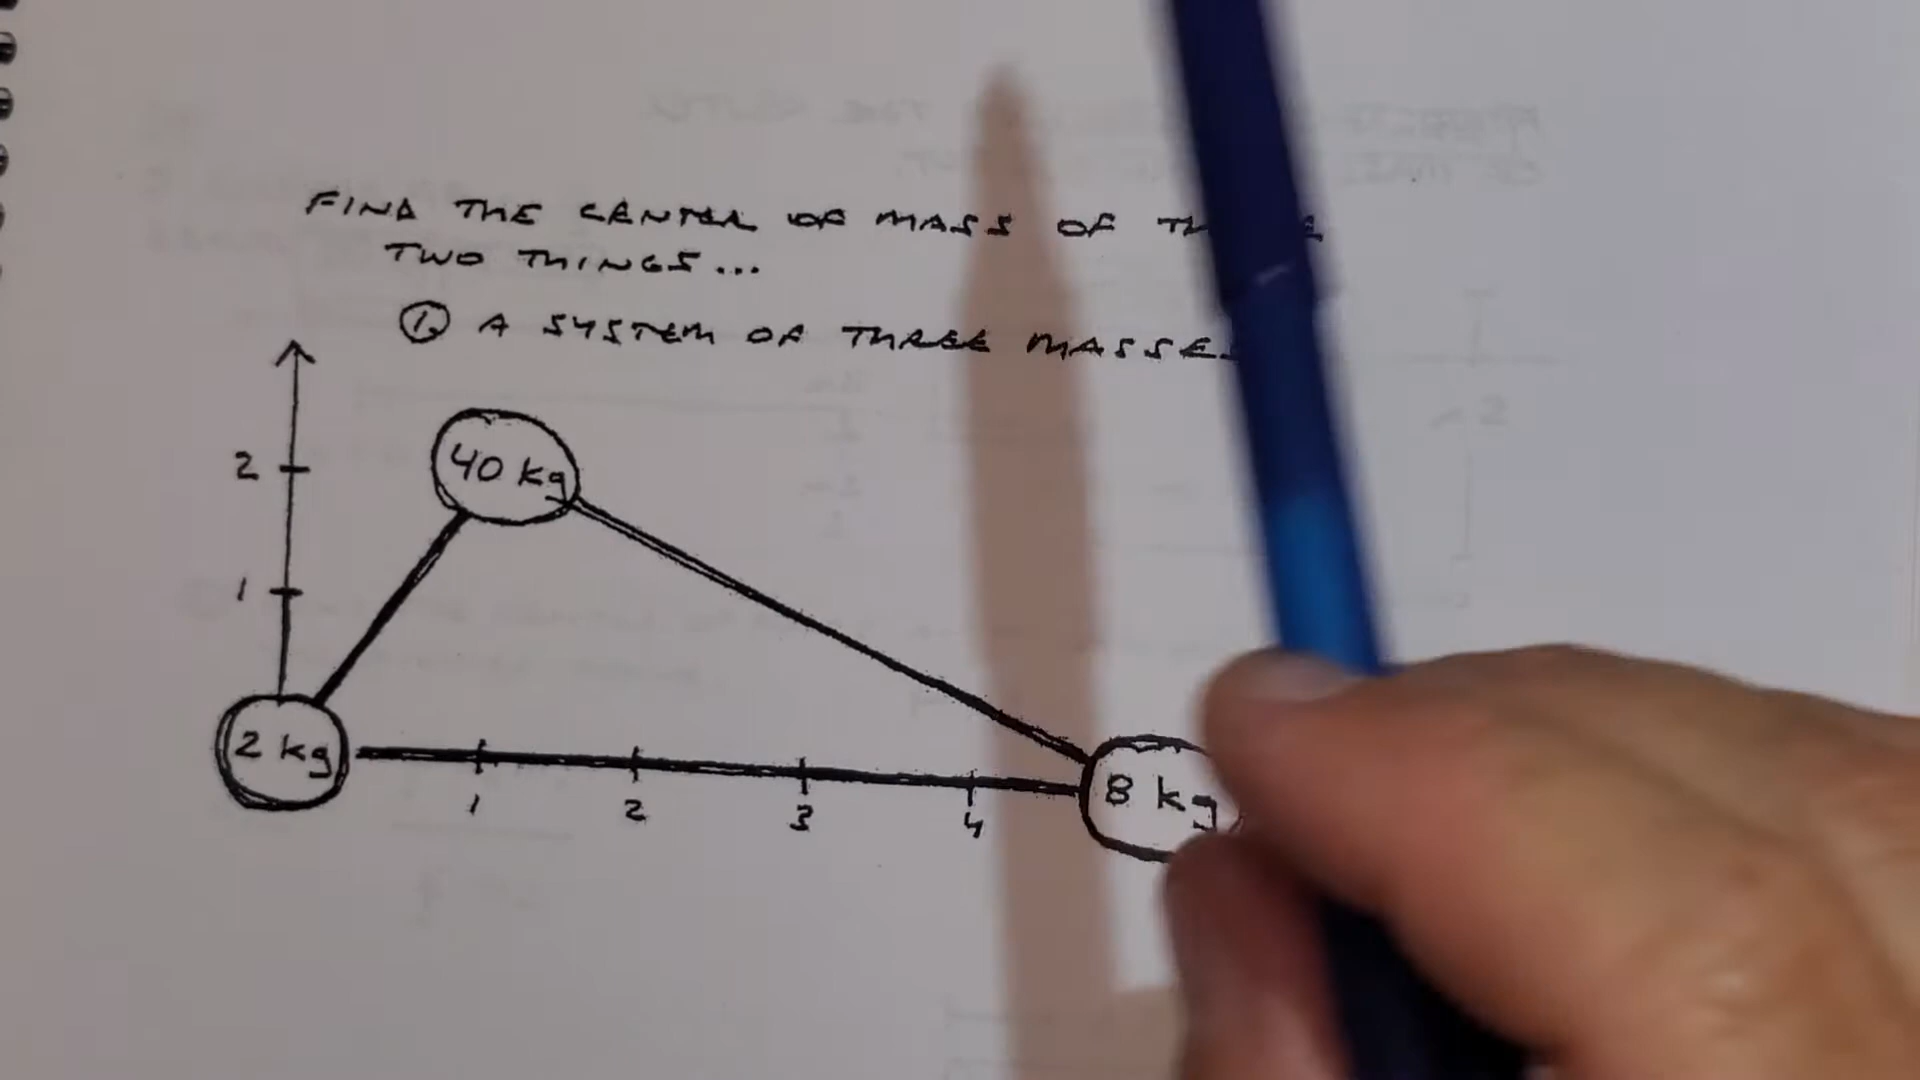 FIND THE CENTER OF MASS OF
TWO THINGS...
① A SYSTEM OF THREE MASSES
2
40 kg
1
2 kg
8 kg
1 2 3 4